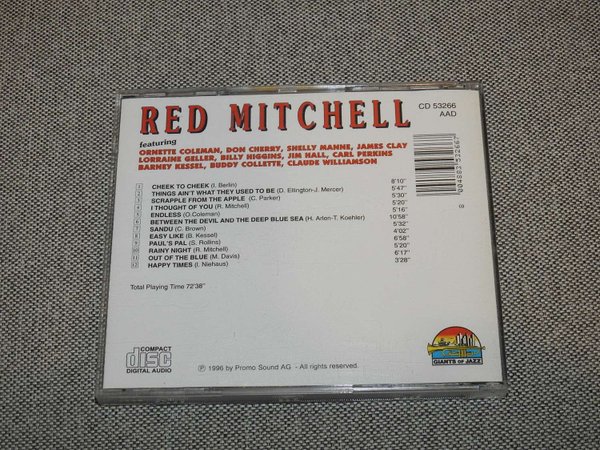 RED MITCHELL
CD 53266
AAD
featuring
ORNETTE COLEMAN, DON CHERRY, SHELLY MANNE, JAMES CLAY
LORRAINE GELLER, BILLY HIGGINS, JIM HALL, CARL PERKINS
BARNEY KESSEL, BUDDY COLLETTE, CLAUDE WILLIAMSON
1 CHEEK TO CHEEK (I. Berlin) 8'10"
2 THINGS AIN'T WHAT THEY USED TO BE (D. Ellington-J. Mercer) 5'47"
3 SCRAPPLE FROM THE APPLE (C. Parker) 5'30"
4 I THOUGHT OF YOU (R. Mitchell) 5'20"
5 ENDLESS (O.Coleman) 5'16"
6 BETWEEN THE DEVIL AND THE DEEP BLUE SEA (H. Arlon-T. Koehler) 10'58"
7 SANDU (C. Brown) 5'32"
8 EASY LIKE (B. Kessel) 4'02"
9 PAUL'S PAL (S. Rollins) 6'58"
10 RAINY NIGHT (R. Mitchell) 5'20"
11 OUT OF THE BLUE (M. Davis) 6'17"
12 HAPPY TIMES (I. Niehaus) 3'28"
Total Playing Time 72'38"
COMPACT
disc
DIGITAL AUDIO
℗ 1996 by Promo Sound AG - All rights reserved.
GIANTS OF JAZZ